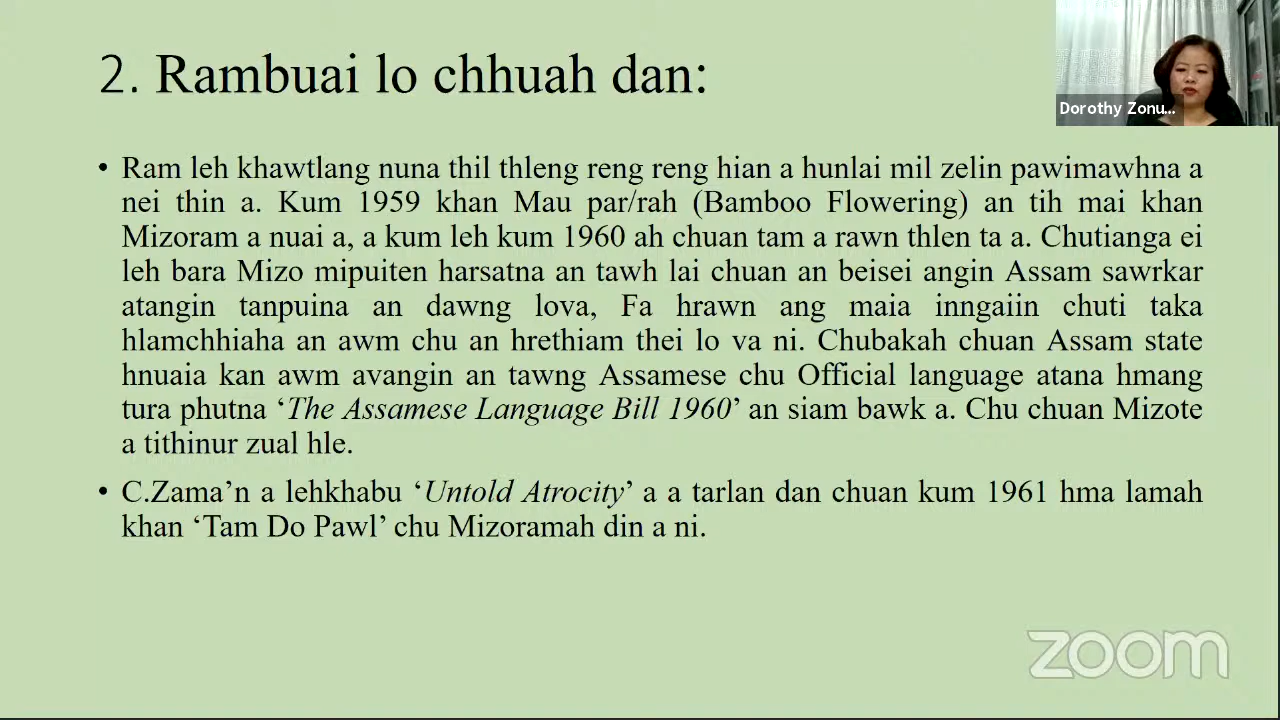 2. Rambuai lo chhuah dan:
Dorothy Zonu...
• Ram leh khawtlang nuna thil thleng reng reng hian a hunlai mil zelin pawimawhna a
nei thin a. Kum 1959 khan Mau par/rah (Bamboo Flowering) an tih mai khan
Mizoram a nuai a, a kum leh kum 1960 ah chuan tam a rawn thlen ta a. Chutianga ei
leh bara Mizo mipuiten harsatna an tawh lai chuan an beisei angin Assam sawrkar
atangin tanpuina an dawng lova, Fa hrawn ang maia inngaiin chuti taka
hlamchhiaha an awm chu an hrethiam thei lo va ni. Chubakah chuan Assam state
hnuaia kan awm avangin an tawng Assamese chu Official language atana hmang
tura phutna ‘The Assamese Language Bill 1960’ an siam bawk a. Chu chuan Mizote
a tithinur zual hle.
• C.Zama’n a lehkhabu ‘Untold Atrocity’ a a tarlan dan chuan kum 1961 hma lamah
khan ‘Tam Do Pawl’ chu Mizoramah din a ni.
zoom